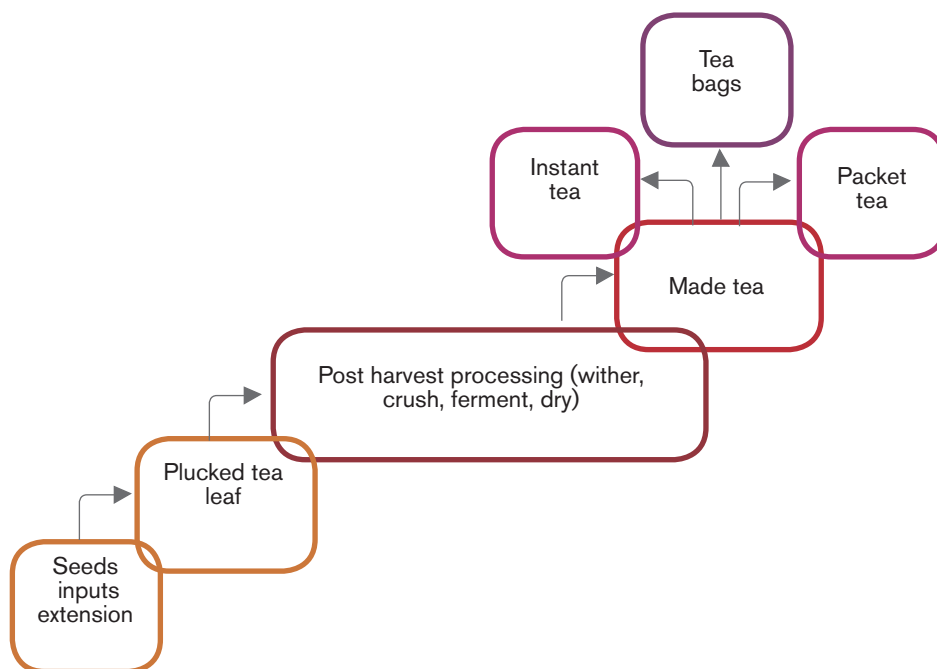 Tea
bags
Instant
tea
Packet
tea
Made tea
Post harvest processing (wither,
crush, ferment, dry)
Plucked tea
leaf
Seeds
inputs
extension